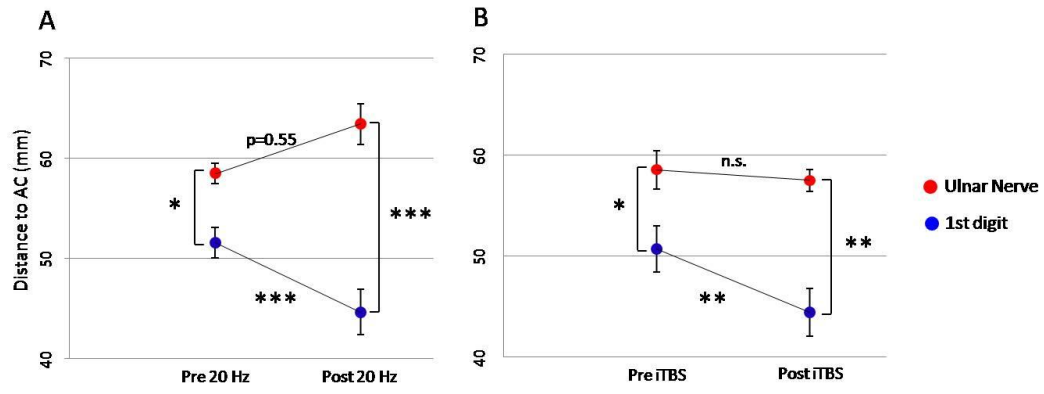 A
B
70
60
50
40
Distance to AC (mm)
p=0.55
*
***
***
Pre 20 Hz
Post 20 Hz
70
60
50
40
n.s.
*
**
**
Pre iTBS
Post iTBS
Ulnar Nerve
1st digit